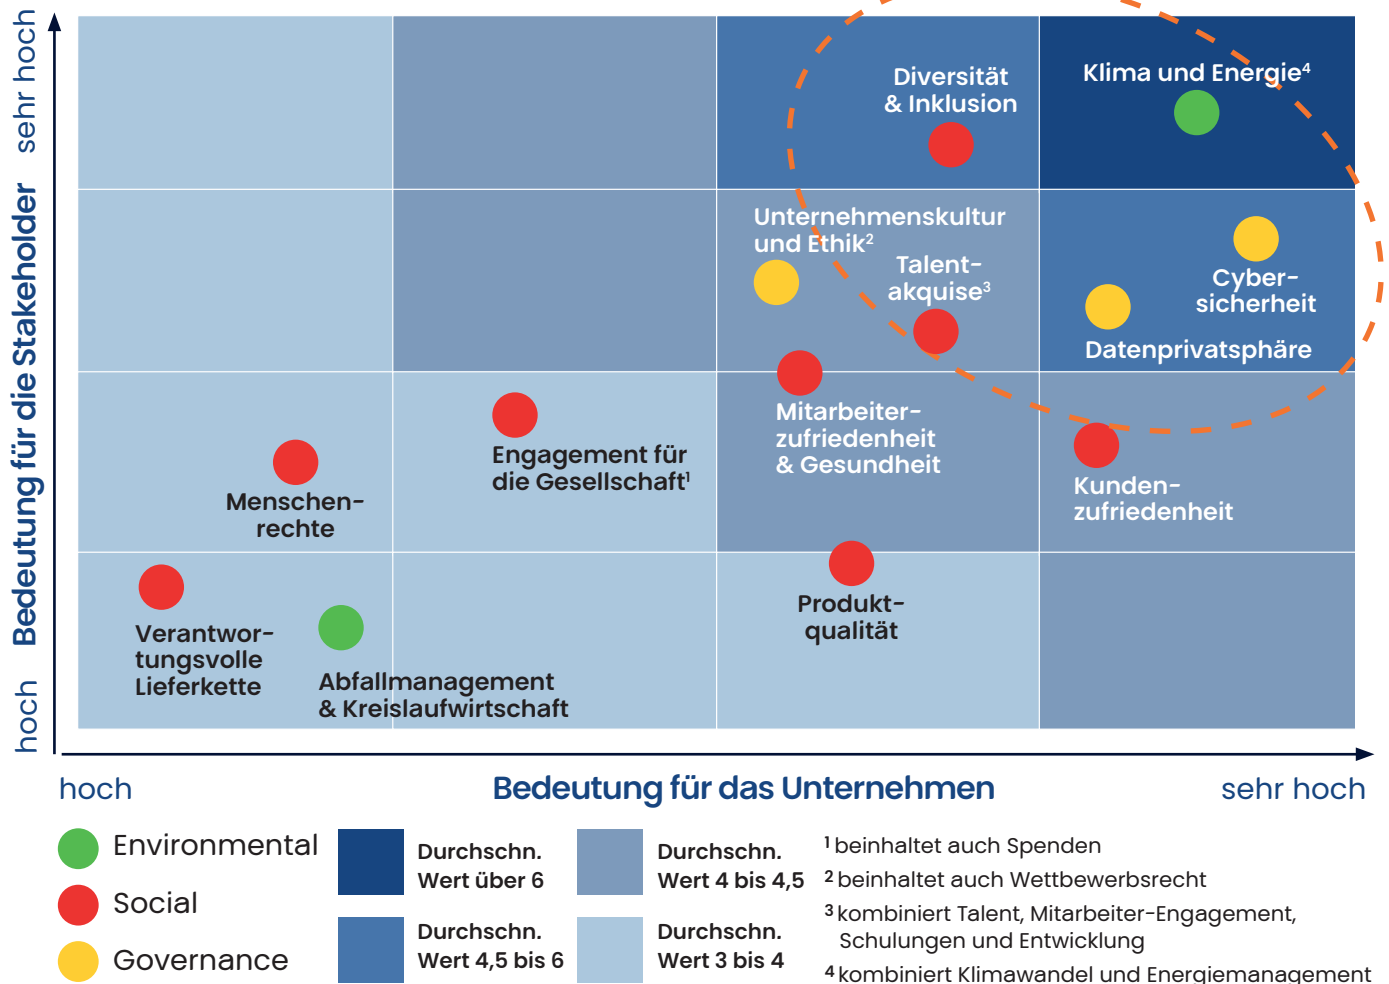 sehr hoch
Bedeutung für die Stakeholder
hoch
Diversität
& Inklusion
Klima und Energie⁴
Unternehmenskultur
und Ethik²
Talent-
akquise³
Cyber-
sicherheit
Datenprivatsphäre
Mitarbeiter-
zufriedenheit
& Gesundheit
Engagement für
die Gesellschaft¹
Menschen-
rechte
Kunden-
zufriedenheit
Produkt-
qualität
Verantwor-
tungsvolle
Lieferkette
Abfallmanagement
& Kreislaufwirtschaft
hoch
Bedeutung für das Unternehmen
sehr hoch
Environmental
Social
Governance
Durchschn.
Wert über 6
Durchschn.
Wert 4,5 bis 6
Durchschn.
Wert 4 bis 4,5
Durchschn.
Wert 3 bis 4
¹ beinhaltet auch Spenden
² beinhaltet auch Wettbewerbsrecht
³ kombiniert Talent, Mitarbeiter-Engagement,
Schulungen und Entwicklung
⁴ kombiniert Klimawandel und Energiemanagement